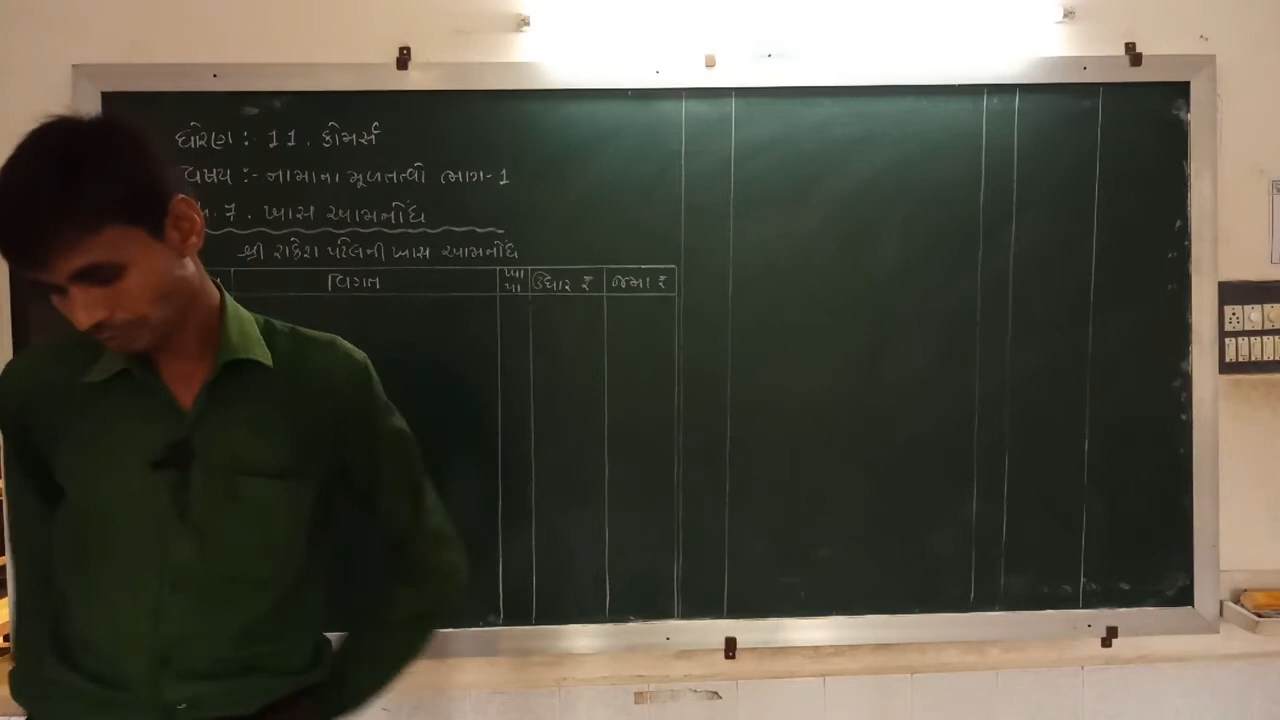 ધોરણ :- 11. કોમર્સ
વિષય :- નામાના મૂળતત્વો ભાગ-1
7. ખાસ આમનોંધ
શ્રી રાકેશ પટેલની ખાસ આમનોંધ
વિગત ખા પા ઉધાર ₹ જમા ₹